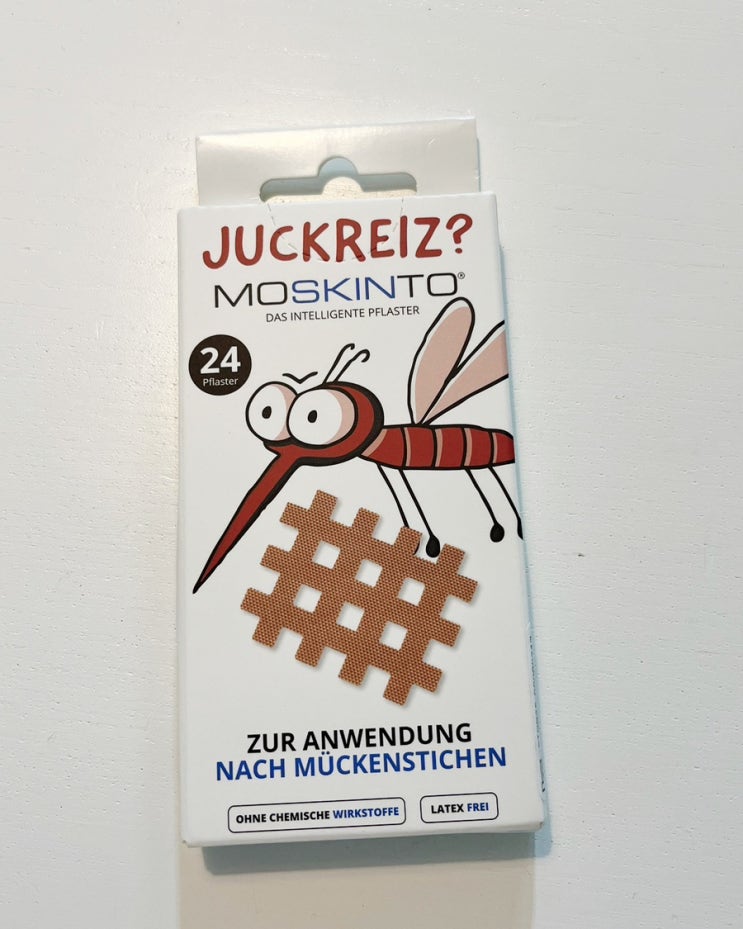 JUCKREIZ?
MOSKINTO®
DAS INTELLIGENTE PFLASTER
24
Pflaster
ZUR ANWENDUNG
NACH MÜCKENSTICHEN
OHNE CHEMISCHE WIRKSTOFFE
LATEX FREI